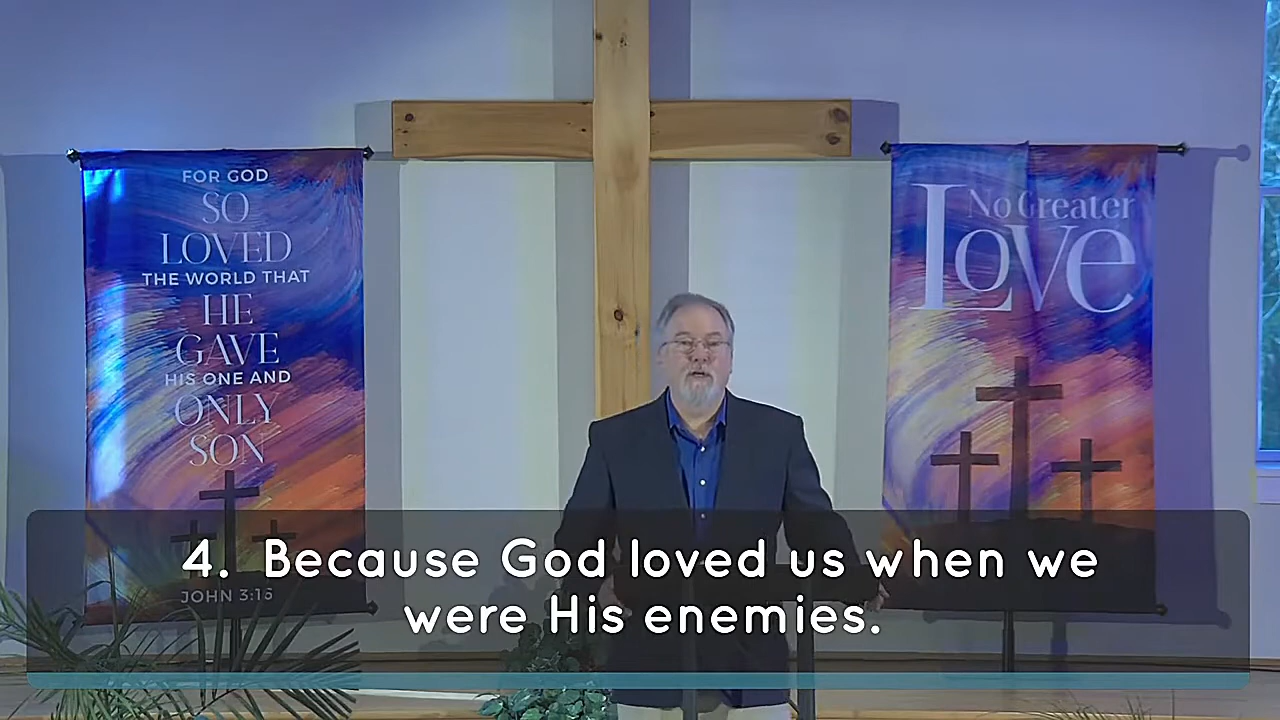 FOR GOD
SO
LOVED
THE WORLD THAT
HE
GAVE
HIS ONE AND
ONLY
SON
JOHN 3:16
No Greater
Love
4. Because God loved us when we
were His enemies.